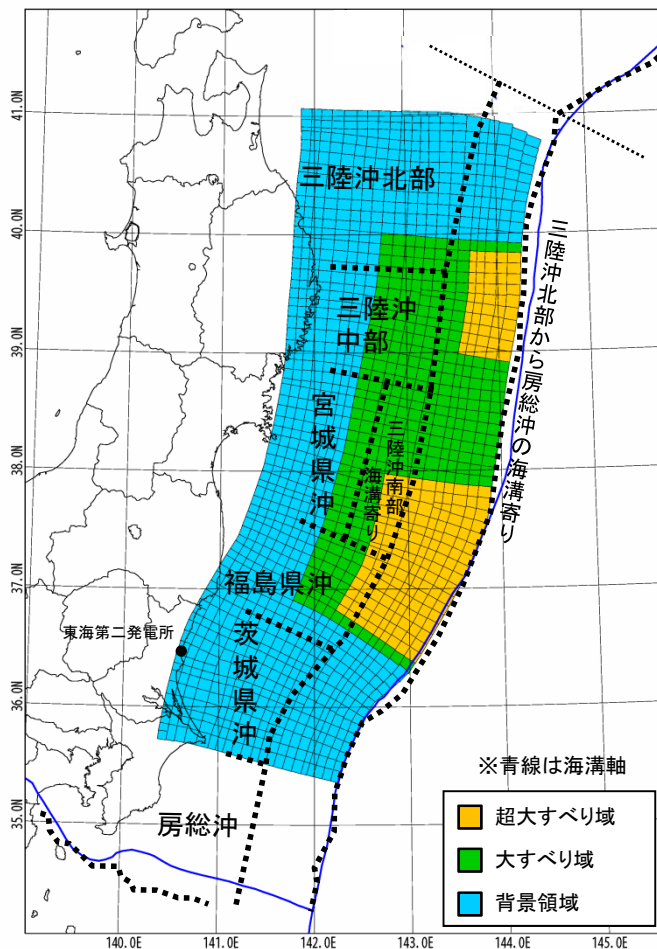 41.0N
40.0N
39.0N
38.0N
37.0N
36.0N
35.0N
三陸沖北部
三陸沖
中部
宮城県沖
三陸沖南部
海溝寄り
三陸沖北部から房総沖の海溝寄り
福島県沖
東海第二発電所
茨城県沖
房総沖
※青線は海溝軸
超大すべり域
大すべり域
背景領域
140.0E
141.0E
142.0E
143.0E
144.0E
145.0E